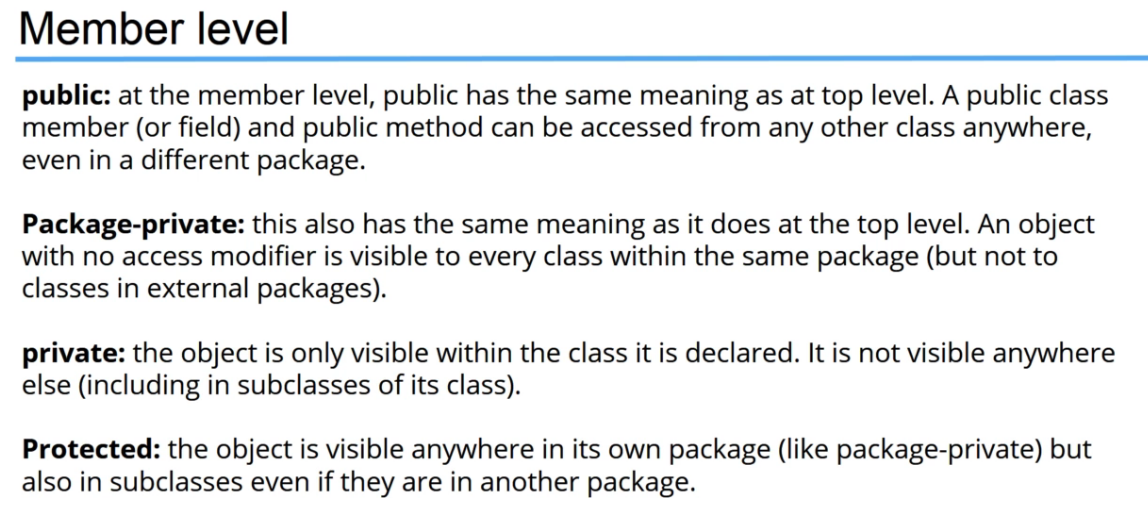 Member level
public: at the member level, public has the same meaning as at top level. A public class
member (or field) and public method can be accessed from any other class anywhere,
even in a different package.
Package-private: this also has the same meaning as it does at the top level. An object
with no access modifier is visible to every class within the same package (but not to
classes in external packages).
private: the object is only visible within the class it is declared. It is not visible anywhere
else (including in subclasses of its class).
Protected: the object is visible anywhere in its own package (like package-private) but
also in subclasses even if they are in another package.